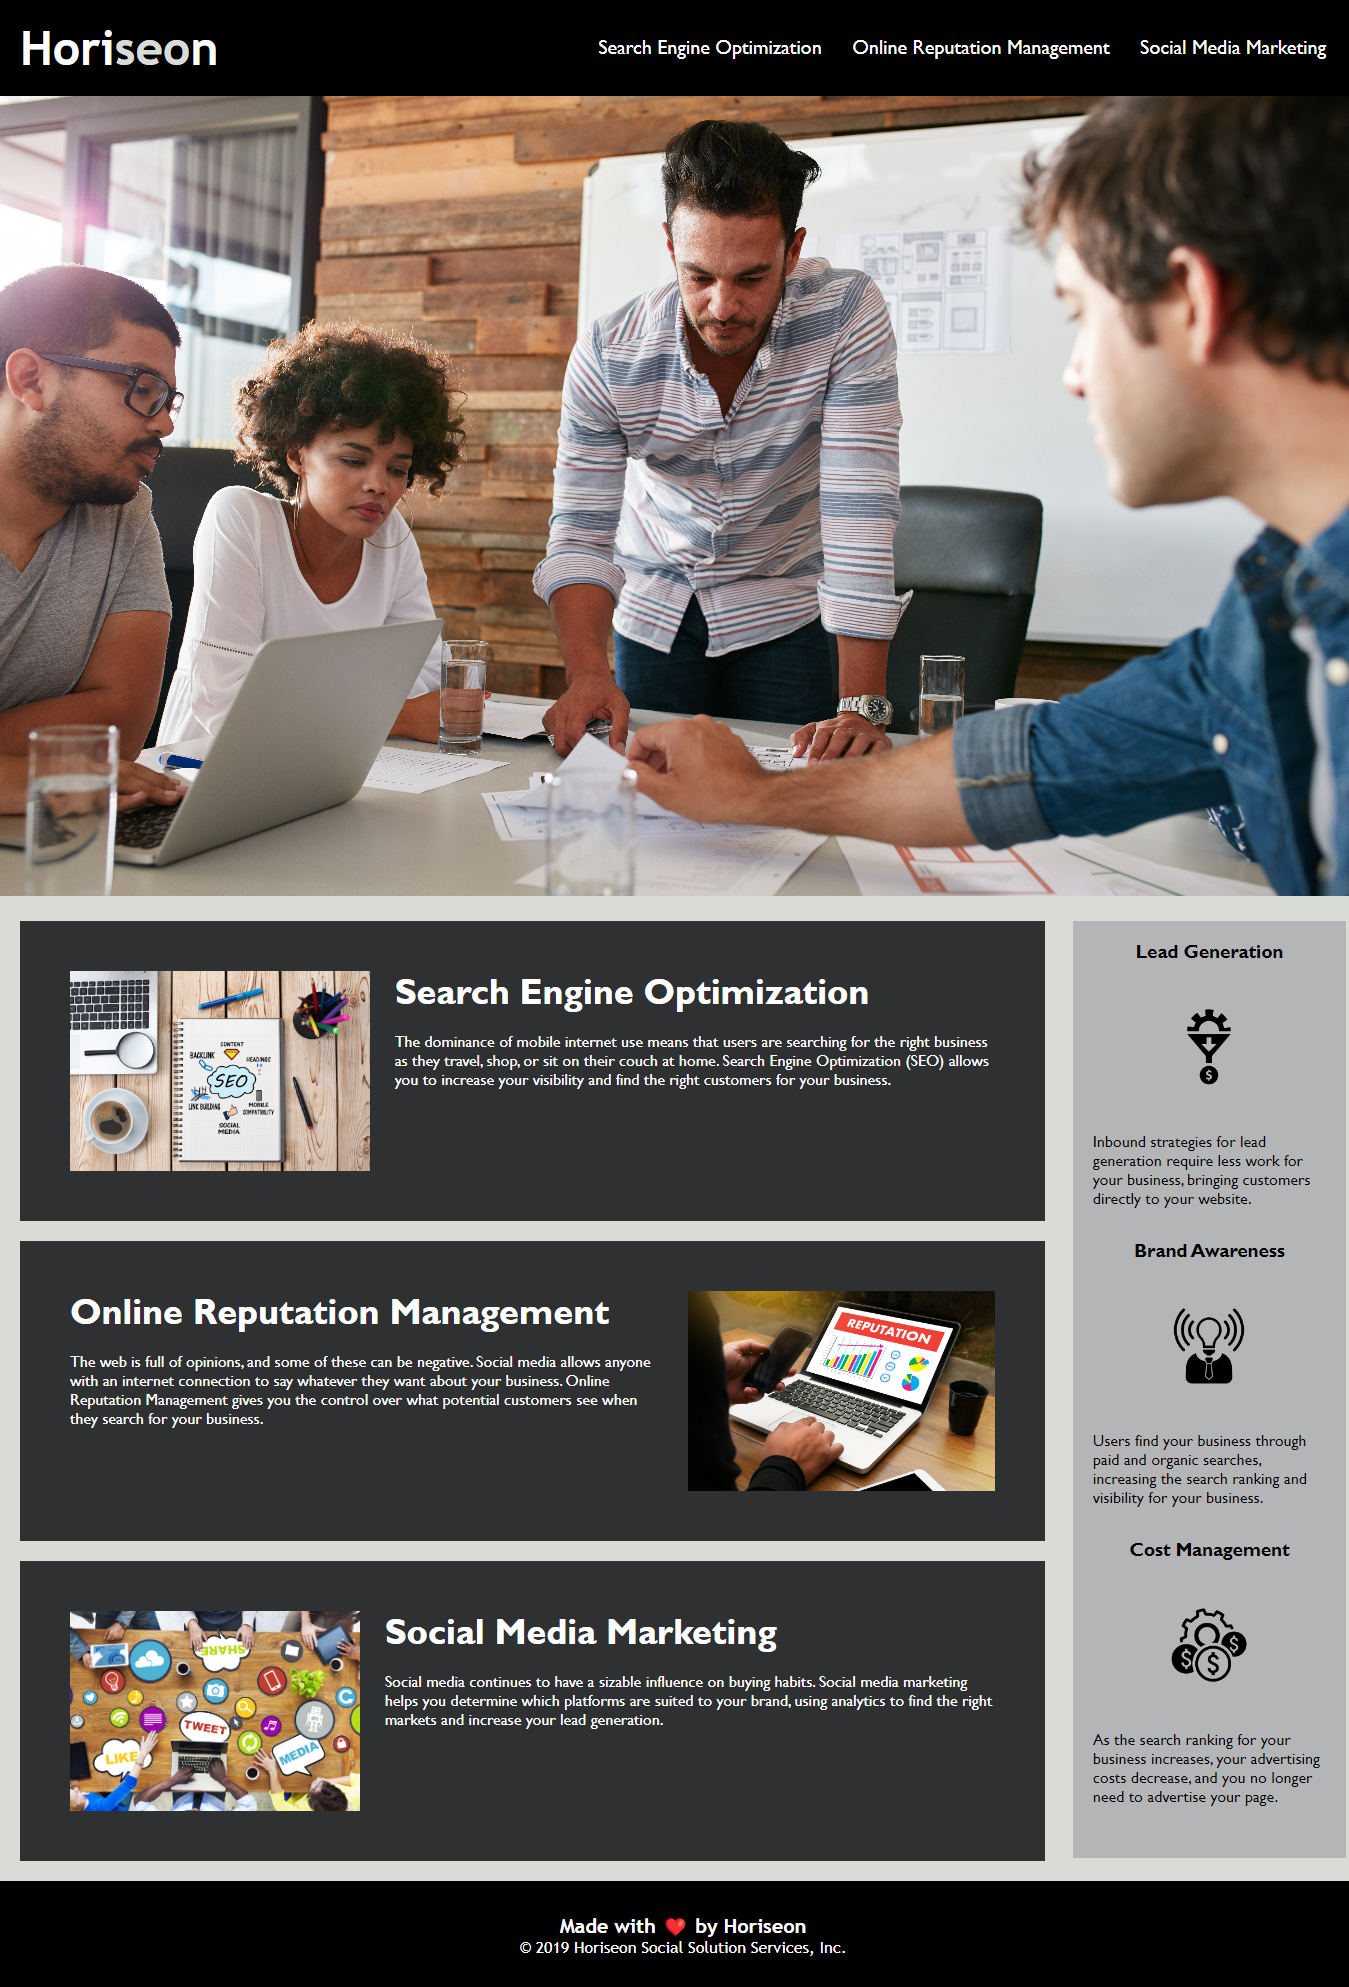 Horiseon
Search Engine Optimization
Online Reputation Management
Social Media Marketing
CONTENT
BACKLINK
HEADINGS
SEO
LINK BUILDING
MOBILE
COMPATIBILITY
SOCIAL
MEDIA
Search Engine Optimization
The dominance of mobile internet use means that users are searching for the right business
as they travel, shop, or sit on their couch at home. Search Engine Optimization (SEO) allows
you to increase your visibility and find the right customers for your business.
Online Reputation Management
The web is full of opinions, and some of these can be negative. Social media allows anyone
with an internet connection to say whatever they want about your business. Online
Reputation Management gives you the control over what potential customers see when
they search for your business.
REPUTATION
SHARE
TWEET
LIKE
MEDIA
Social Media Marketing
Social media continues to have a sizable influence on buying habits. Social media marketing
helps you determine which platforms are suited to your brand, using analytics to find the right
markets and increase your lead generation.
Lead Generation
$
Inbound strategies for lead
generation require less work for
your business, bringing customers
directly to your website.
Brand Awareness
Users find your business through
paid and organic searches,
increasing the search ranking and
visibility for your business.
Cost Management
$ $ $
As the search ranking for your
business increases, your advertising
costs decrease, and you no longer
need to advertise your page.
Made with ❤️ by Horiseon
© 2019 Horiseon Social Solution Services, Inc.